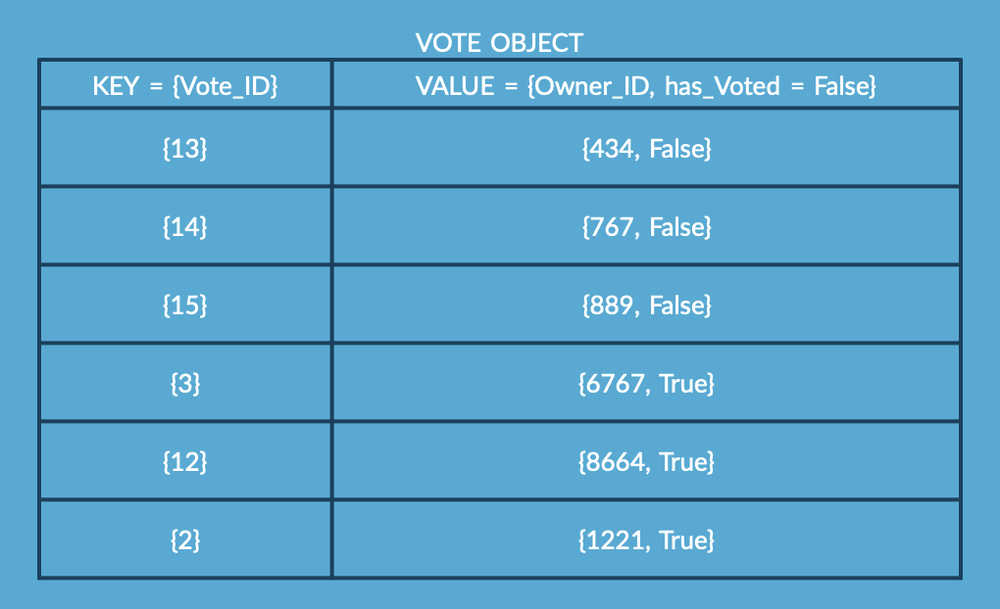 VOTE OBJECT
KEY = {Vote_ID} VALUE = {Owner_ID, has_Voted = False}
{13} {434, False}
{14} {767, False}
{15} {889, False}
{3} {6767, True}
{12} {8664, True}
{2} {1221, True}